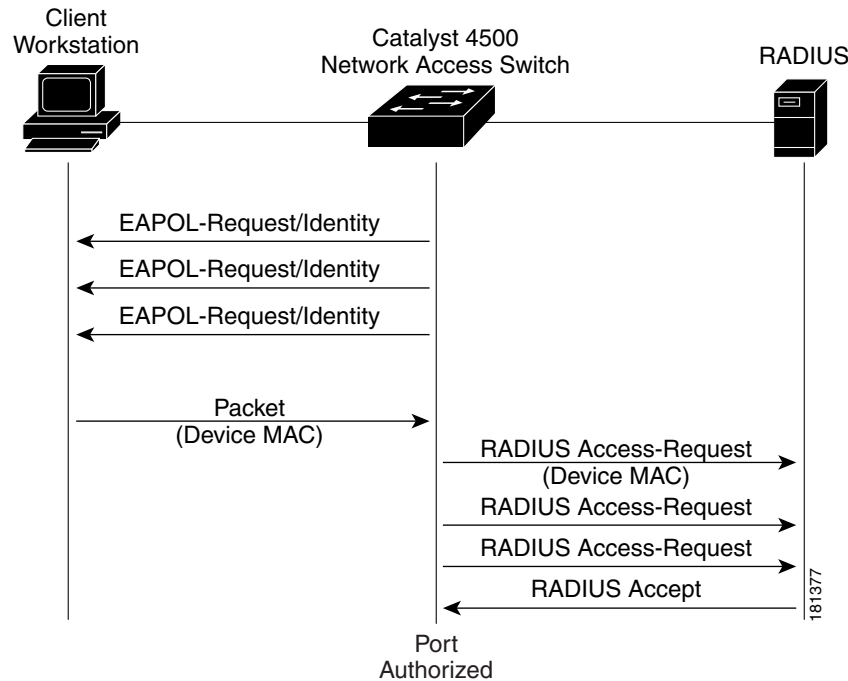 Client
Workstation
Catalyst 4500
Network Access Switch
RADIUS
EAPOL-Request/Identity
EAPOL-Request/Identity
EAPOL-Request/Identity
Packet
(Device MAC)
RADIUS Access-Request
(Device MAC)
RADIUS Access-Request
RADIUS Access-Request
RADIUS Accept
181377
Port
Authorized